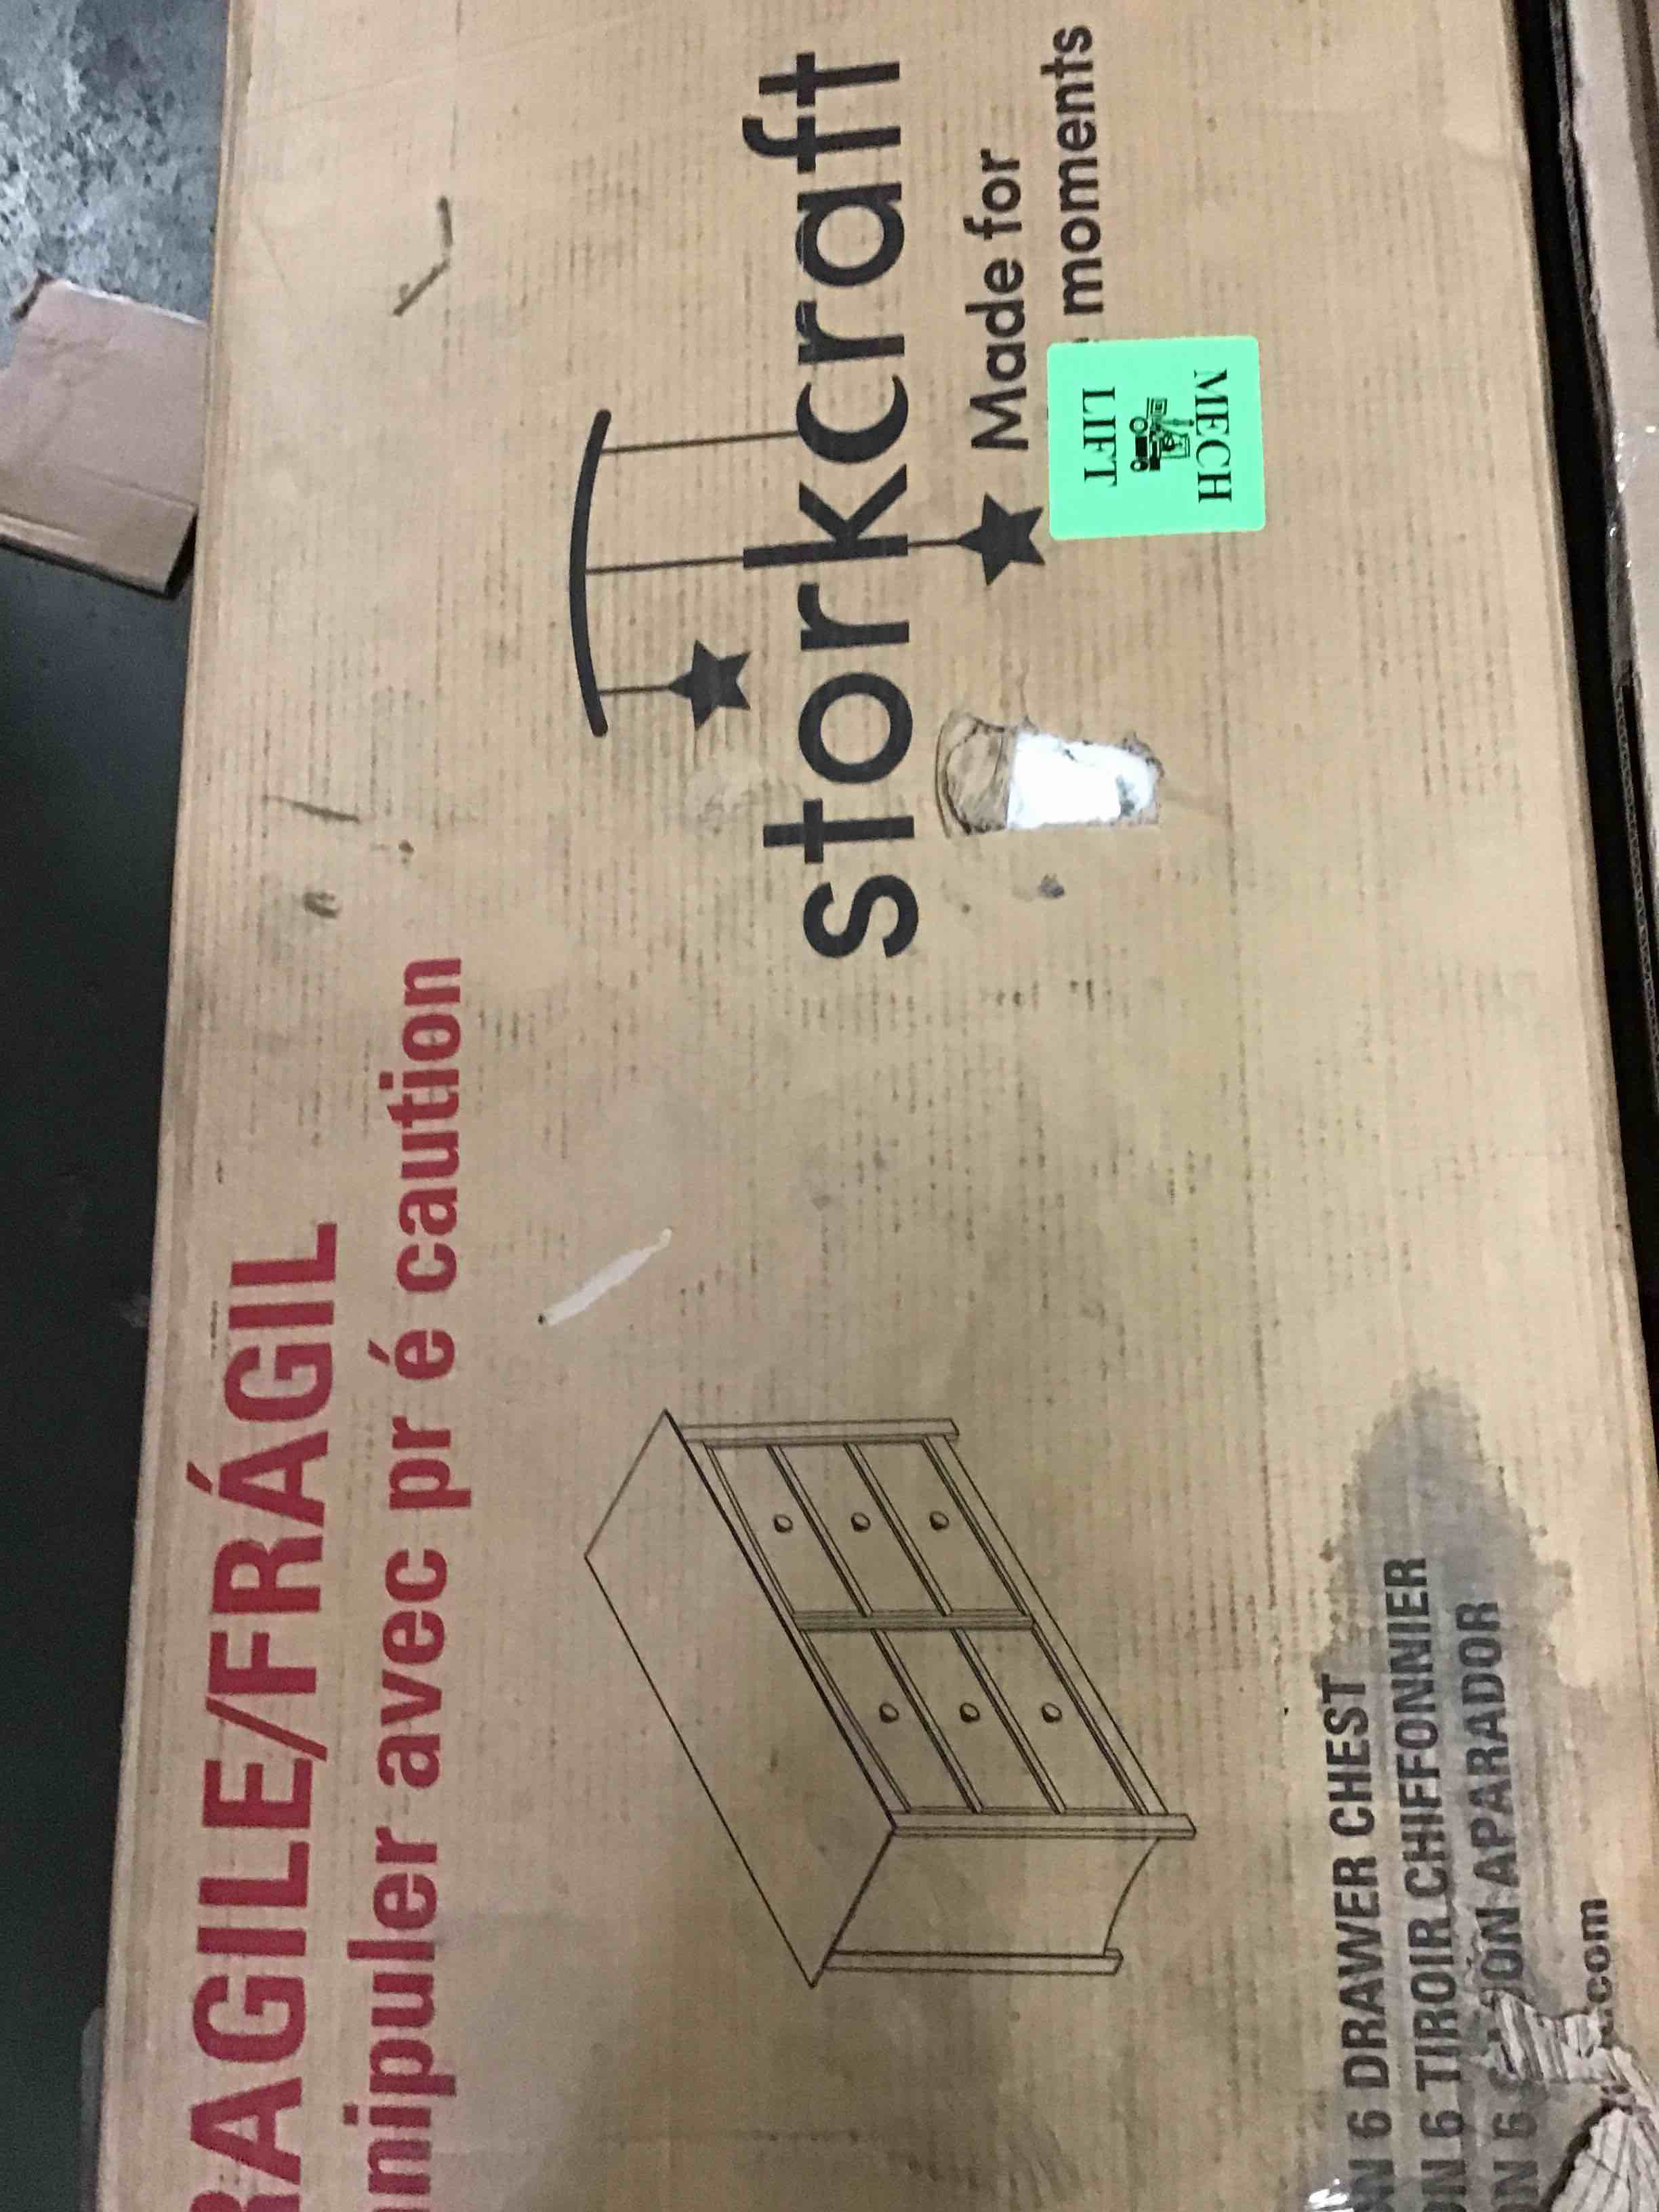 RAGILE/FRÁGIL
nipuler avec pr é caution
storkcraft
Made for
moments
MECH
LIFT
N 6 DRAWER CHEST
ON 6 TIROIR CHIFFONNIER
N 6 APARADOR
.com